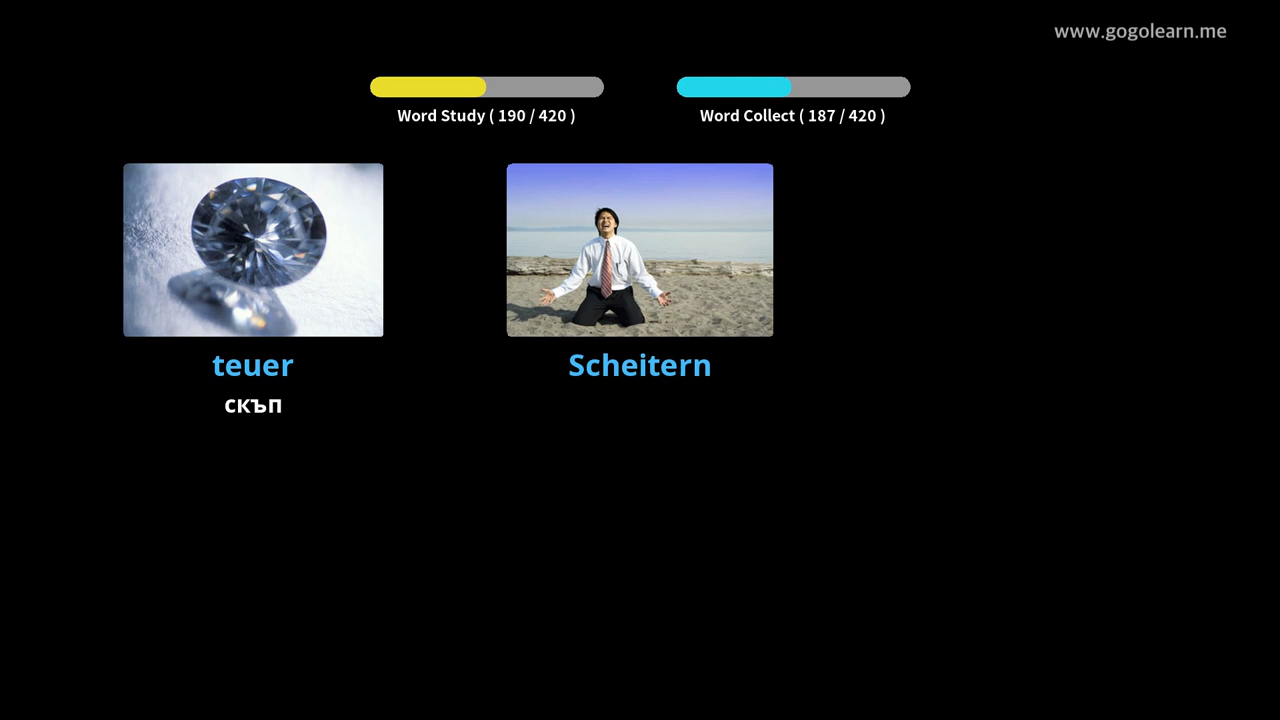 www.gogolearn.me
Word Study ( 190 / 420 )
Word Collect ( 187 / 420 )
teuer
Scheitern
скъп